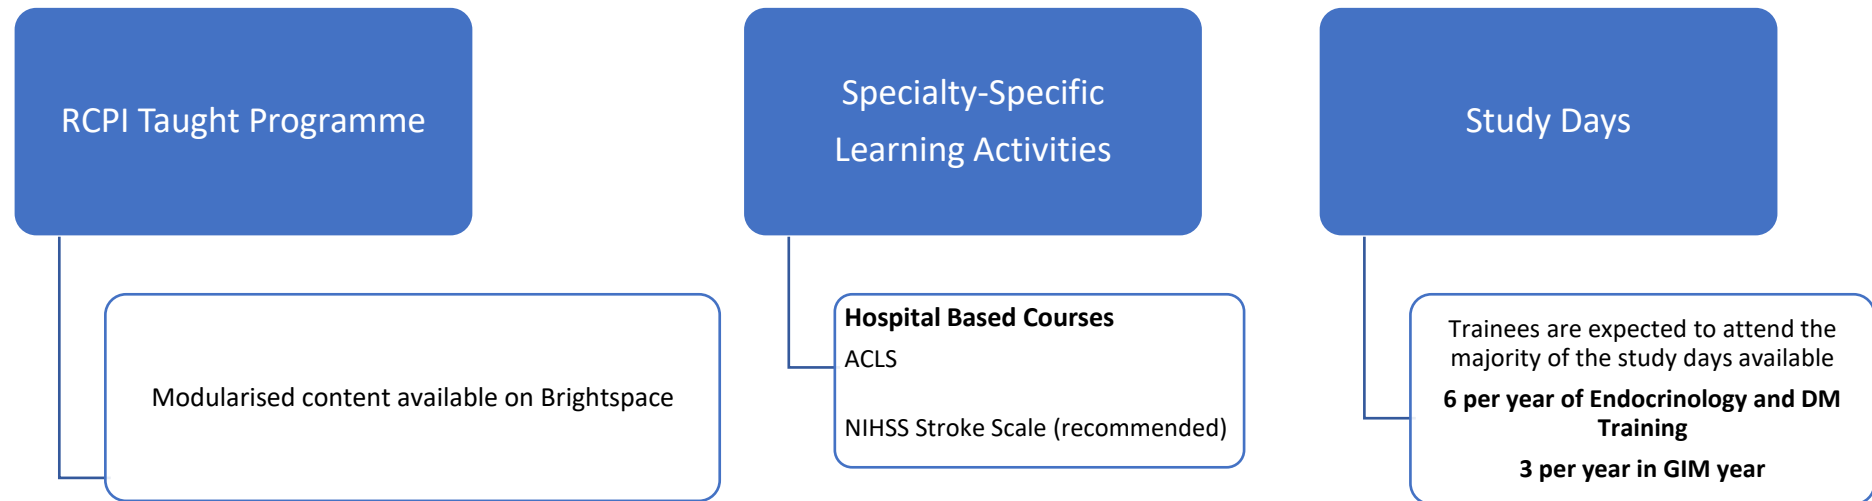 RCPI Taught Programme
Modularised content available on Brightspace
Specialty-Specific
Learning Activities
Hospital Based Courses
ACLS
NIHSS Stroke Scale (recommended)
Study Days
Trainees are expected to attend the
majority of the study days available
6 per year of Endocrinology and DM
Training
3 per year in GIM year